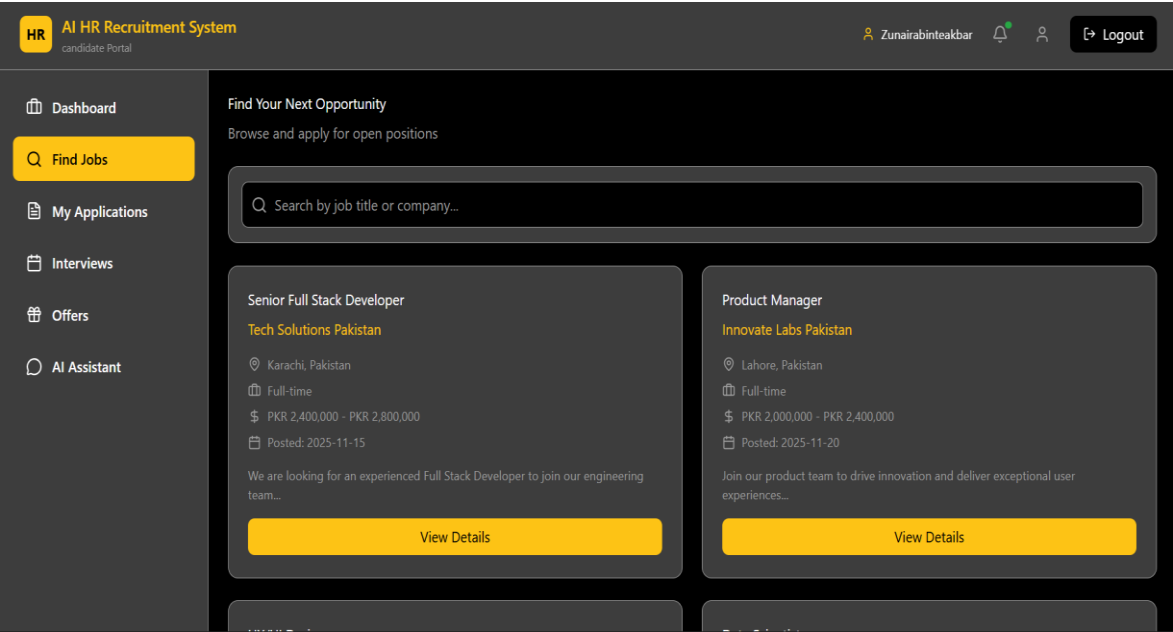 HR
AI HR Recruitment System
candidate Portal
Zunairabinteakbar
Logout
Dashboard
Find Jobs
My Applications
Interviews
Offers
AI Assistant
Find Your Next Opportunity
Browse and apply for open positions
Search by job title or company...
Senior Full Stack Developer
Tech Solutions Pakistan
Karachi, Pakistan
Full-time
$ PKR 2,400,000 - PKR 2,800,000
Posted: 2025-11-15
We are looking for an experienced Full Stack Developer to join our engineering
team...
View Details
Product Manager
Innovate Labs Pakistan
Lahore, Pakistan
Full-time
$ PKR 2,000,000 - PKR 2,400,000
Posted: 2025-11-20
Join our product team to drive innovation and deliver exceptional user
experiences...
View Details